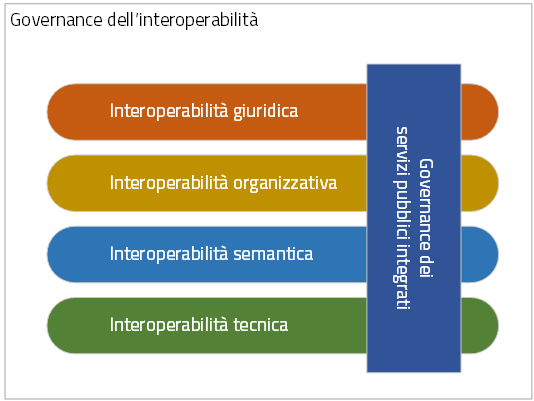 Governance dell'interoperabilità
Interoperabilità giuridica
Interoperabilità organizzativa
Interoperabilità semantica
Interoperabilità tecnica
Governance dei
servizi pubblici integrati